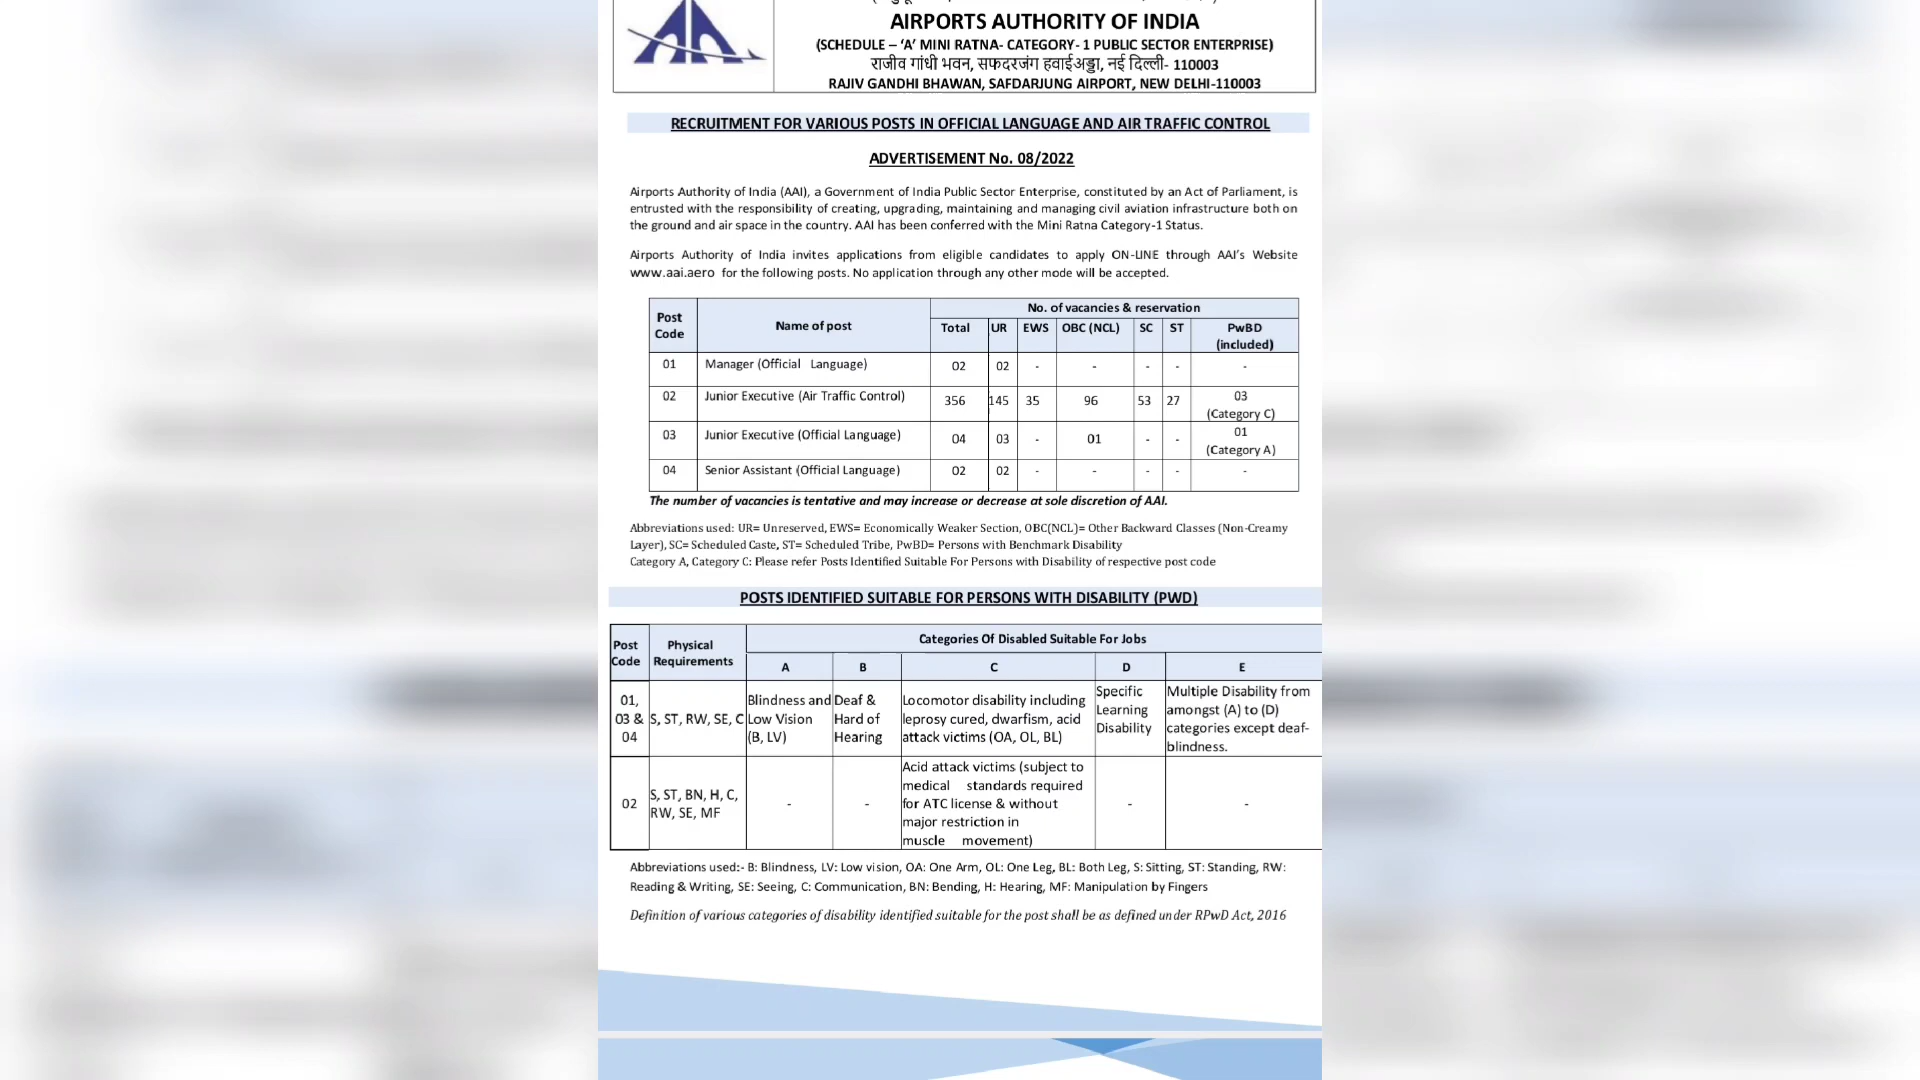 AIRPORTS AUTHORITY OF INDIA
(SCHEDULE – ‘A’ MINI RATNA- CATEGORY- 1 PUBLIC SECTOR ENTERPRISE)
राजीव गांधी भवन, सफदरजंग हवाईअड्डा, नई दिल्ली- 110003
RAJIV GANDHI BHAWAN, SAFDARJUNG AIRPORT, NEW DELHI-110003
RECRUITMENT FOR VARIOUS POSTS IN OFFICIAL LANGUAGE AND AIR TRAFFIC CONTROL
ADVERTISEMENT No. 08/2022
Airports Authority of India (AAI), a Government of India Public Sector Enterprise, constituted by an Act of Parliament, is
entrusted with the responsibility of creating, upgrading, maintaining and managing civil aviation infrastructure both on
the ground and air space in the country. AAI has been conferred with the Mini Ratna Category-1 Status.
Airports Authority of India invites applications from eligible candidates to apply ON-LINE through AAI’s Website
www.aai.aero for the following posts. No application through any other mode will be accepted.
Post Code Name of post No. of vacancies & reservation
Total UR EWS OBC (NCL) SC ST PwBD (included)
01 Manager (Official Language) 02 02 - - - - -
02 Junior Executive (Air Traffic Control) 356 145 35 96 53 27 03 (Category C)
03 Junior Executive (Official Language) 04 03 - 01 - - 01 (Category A)
04 Senior Assistant (Official Language) 02 02 - - - - -
The number of vacancies is tentative and may increase or decrease at sole discretion of AAI.
Abbreviations used: UR= Unreserved, EWS= Economically Weaker Section, OBC(NCL)= Other Backward Classes (Non-Creamy
Layer), SC= Scheduled Caste, ST= Scheduled Tribe, PwBD= Persons with Benchmark Disability
Category A, Category C: Please refer Posts Identified Suitable For Persons with Disability of respective post code
POSTS IDENTIFIED SUITABLE FOR PERSONS WITH DISABILITY (PWD)
Post Code Physical Requirements Categories Of Disabled Suitable For Jobs
A B C D E
01, 03 & 04 S, ST, RW, SE, C Blindness and Low Vision (B, LV) Deaf & Hard of Hearing Locomotor disability including leprosy cured, dwarfism, acid attack victims (OA, OL, BL) Specific Learning Disability Multiple Disability from amongst (A) to (D) categories except deaf-blindness.
02 S, ST, BN, H, C, RW, SE, MF - - Acid attack victims (subject to medical standards required for ATC license & without major restriction in muscle movement) - -
Abbreviations used:- B: Blindness, LV: Low vision, OA: One Arm, OL: One Leg, BL: Both Leg, S: Sitting, ST: Standing, RW:
Reading & Writing, SE: Seeing, C: Communication, BN: Bending, H: Hearing, MF: Manipulation by Fingers
Definition of various categories of disability identified suitable for the post shall be as defined under RPwD Act, 2016